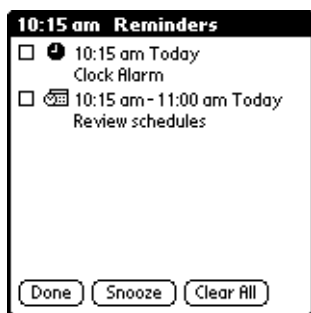 10:15 am Reminders
10:15 am Today
Clock Alarm
10:15 am - 11:00 am Today
Review schedules
Done Snooze Clear All